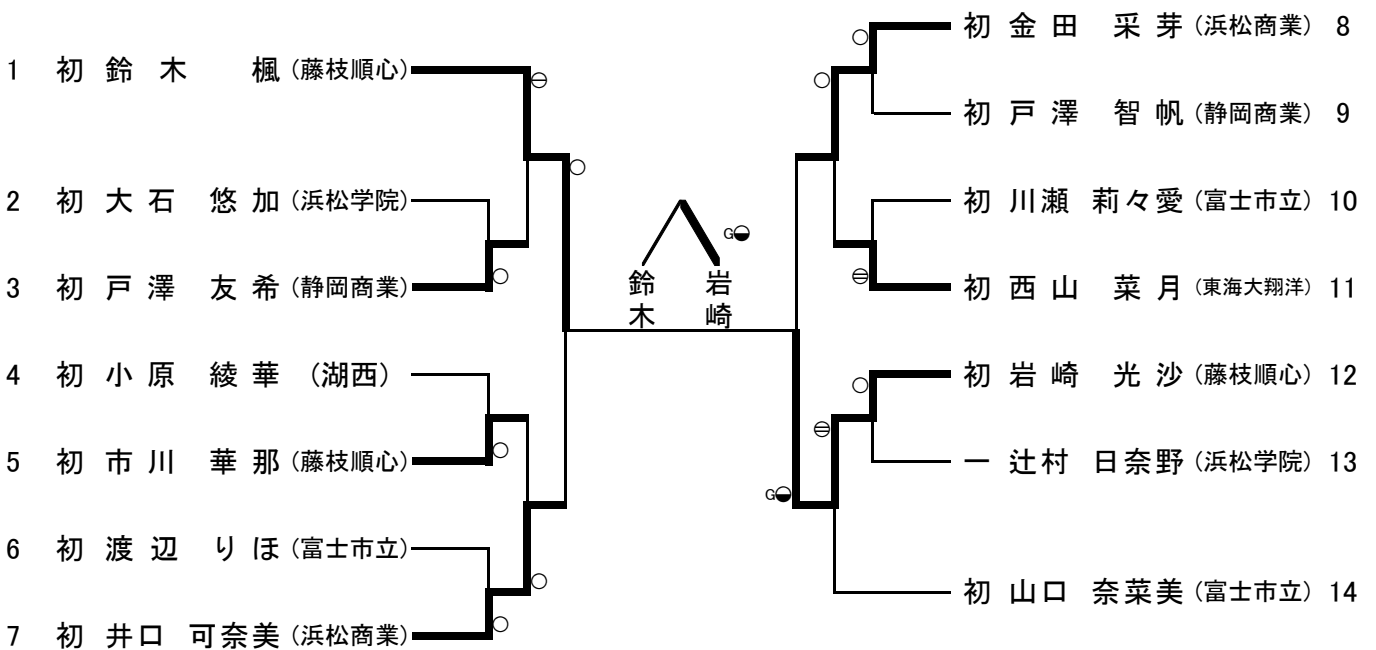 1 初 鈴 木 楓 (藤枝順心)
2 初 大 石 悠 加 (浜松学院)
3 初 戸 澤 友 希 (静岡商業)
4 初 小 原 綾 華 (湖西)
5 初 市 川 華 那 (藤枝順心)
6 初 渡 辺 り ほ (富士市立)
7 初 井 口 可奈美 (浜松商業)
G
鈴木
岩崎
G
初 金 田 采 芽 (浜松商業) 8
初 戸 澤 智 帆 (静岡商業) 9
初 川瀬 莉々愛 (富士市立) 10
初 西 山 菜 月 (東海大翔洋) 11
初 岩 崎 光 沙 (藤枝順心) 12
一 辻村 日奈野 (浜松学院) 13
初 山口 奈菜美 (富士市立) 14